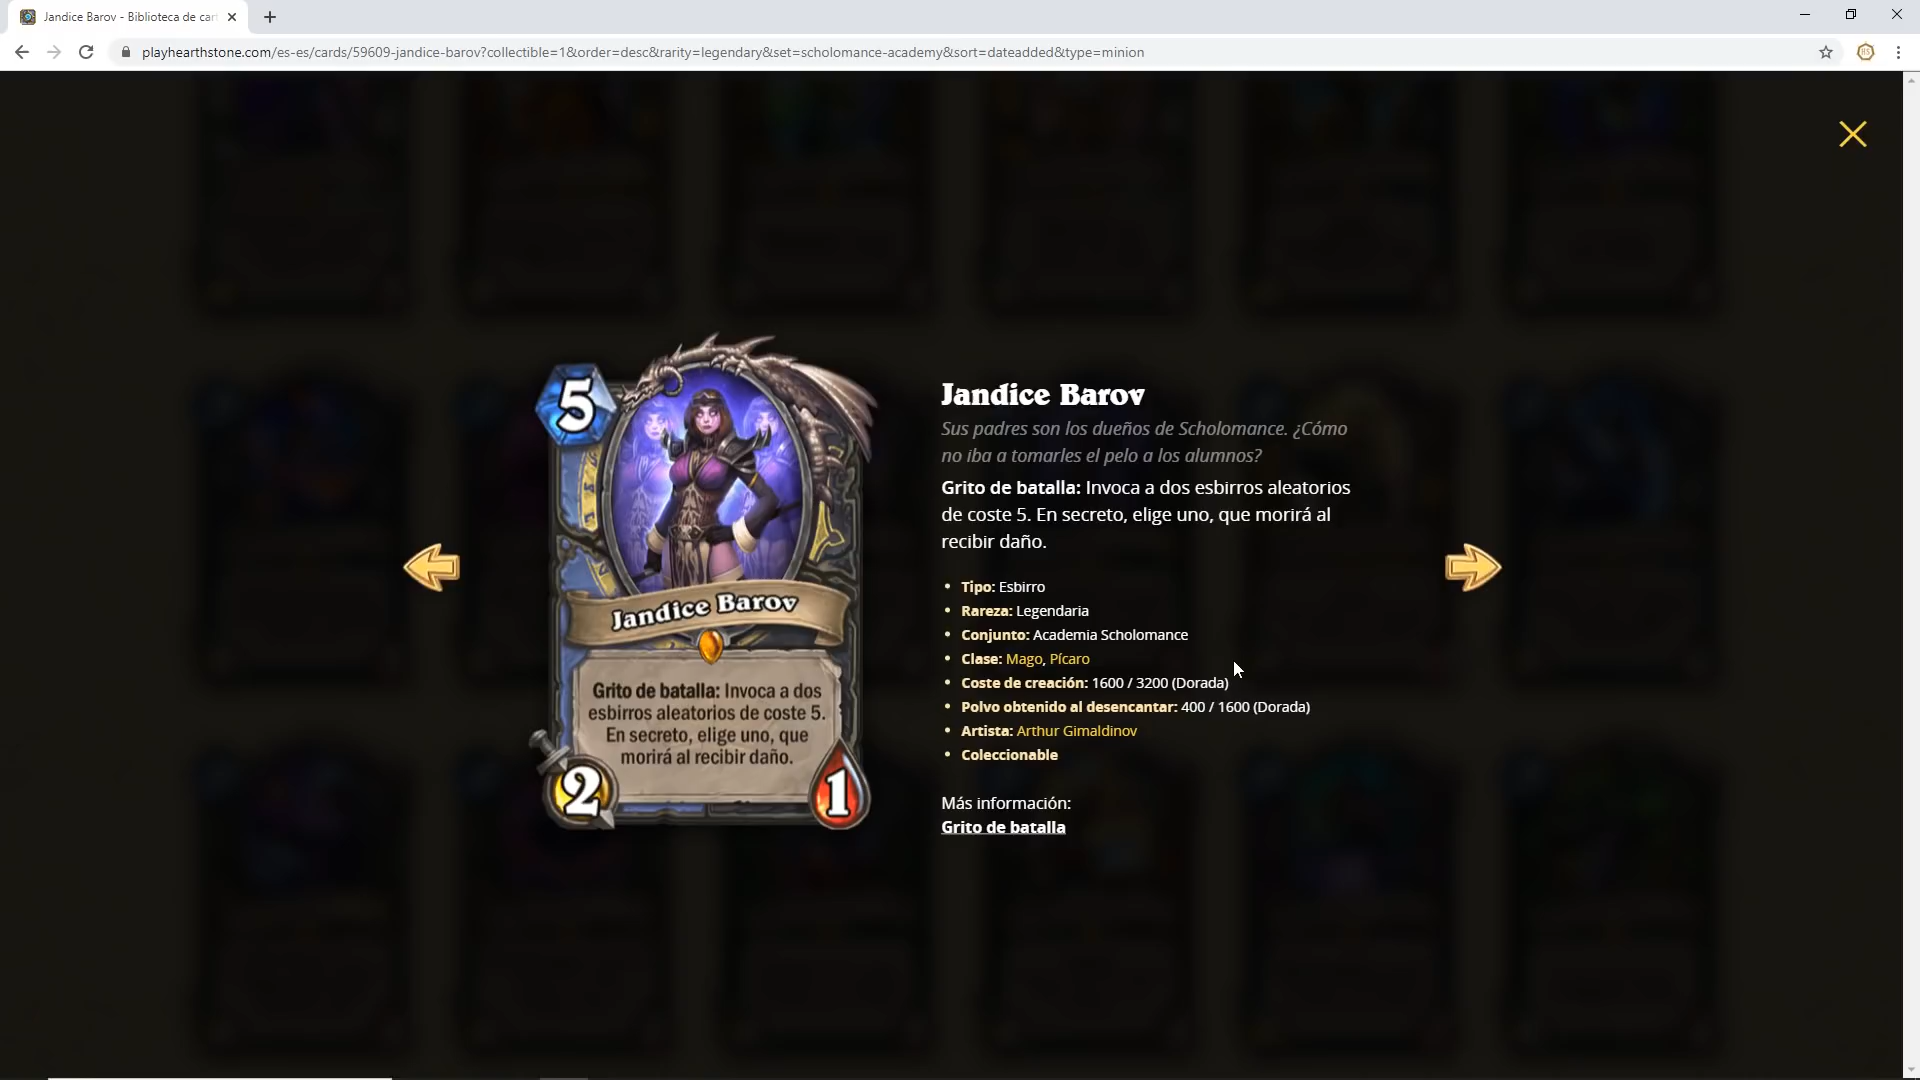 Jandice Barov - Biblioteca de car
playhearthstone.com/es-es/cards/59609-jandice-barov?collectible=1&order=desc&rarity=legendary&set=scholomance-academy&sort=dateadded&type=minion
5
Jandice Barov
Grito de batalla: Invoca a dos
esbirros aleatorios de coste 5.
En secreto, elige uno, que
morirá al recibir daño.
2
1
Jandice Barov
Sus padres son los dueños de Scholomance. ¿Cómo
no iba a tomarles el pelo a los alumnos?
Grito de batalla: Invoca a dos esbirros aleatorios
de coste 5. En secreto, elige uno, que morirá al
recibir daño.
• Tipo: Esbirro
• Rareza: Legendaria
• Conjunto: Academia Scholomance
• Clase: Mago, Pícaro
• Coste de creación: 1600 / 3200 (Dorada)
• Polvo obtenido al desencantar: 400 / 1600 (Dorada)
• Artista: Arthur Gimaldinov
• Coleccionable
Más información:
Grito de batalla